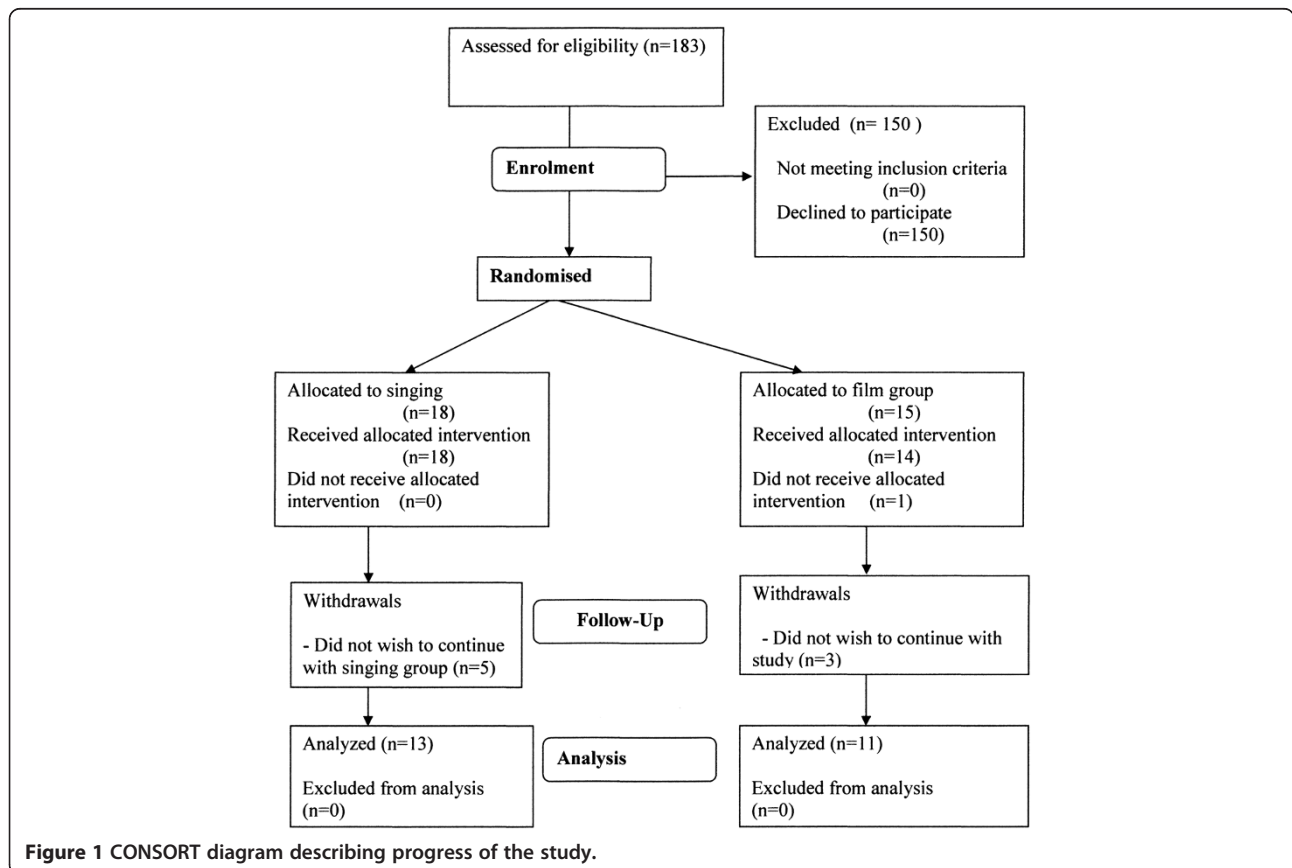 Assessed for eligibility (n=183)
Excluded (n= 150 )
Not meeting inclusion criteria
(n=0)
Declined to participate
(n=150)
Enrolment
Randomised
Allocated to singing
(n=18)
Received allocated intervention
(n=18)
Did not receive allocated
intervention (n=0)
Allocated to film group
(n=15)
Received allocated intervention
(n=14)
Did not receive allocated
intervention (n=1)
Withdrawals
- Did not wish to continue
with singing group (n=5)
Follow-Up
Withdrawals
- Did not wish to continue with
study (n=3)
Analyzed (n=13)
Excluded from analysis
(n=0)
Analysis
Analyzed (n=11)
Excluded from analysis
(n=0)
Figure 1 CONSORT diagram describing progress of the study.